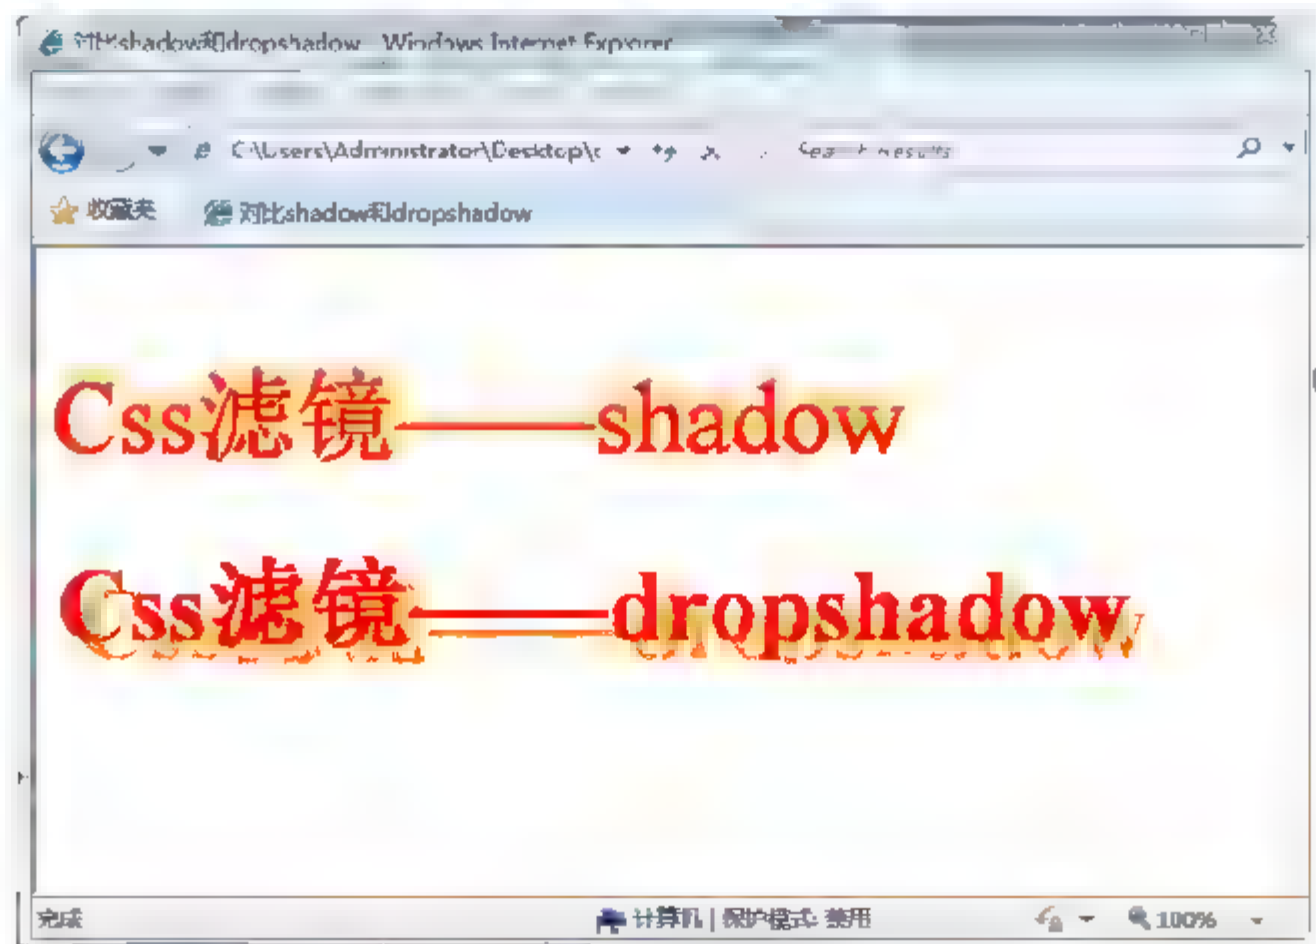 对比shadow和dropshadow - Windows Internet Explorer
C:\Users\Administrator\Desktop\
收藏夹 对比shadow和dropshadow
Css滤镜——shadow
Css滤镜——dropshadow
完成 计算机 | 保护模式: 禁用 100%